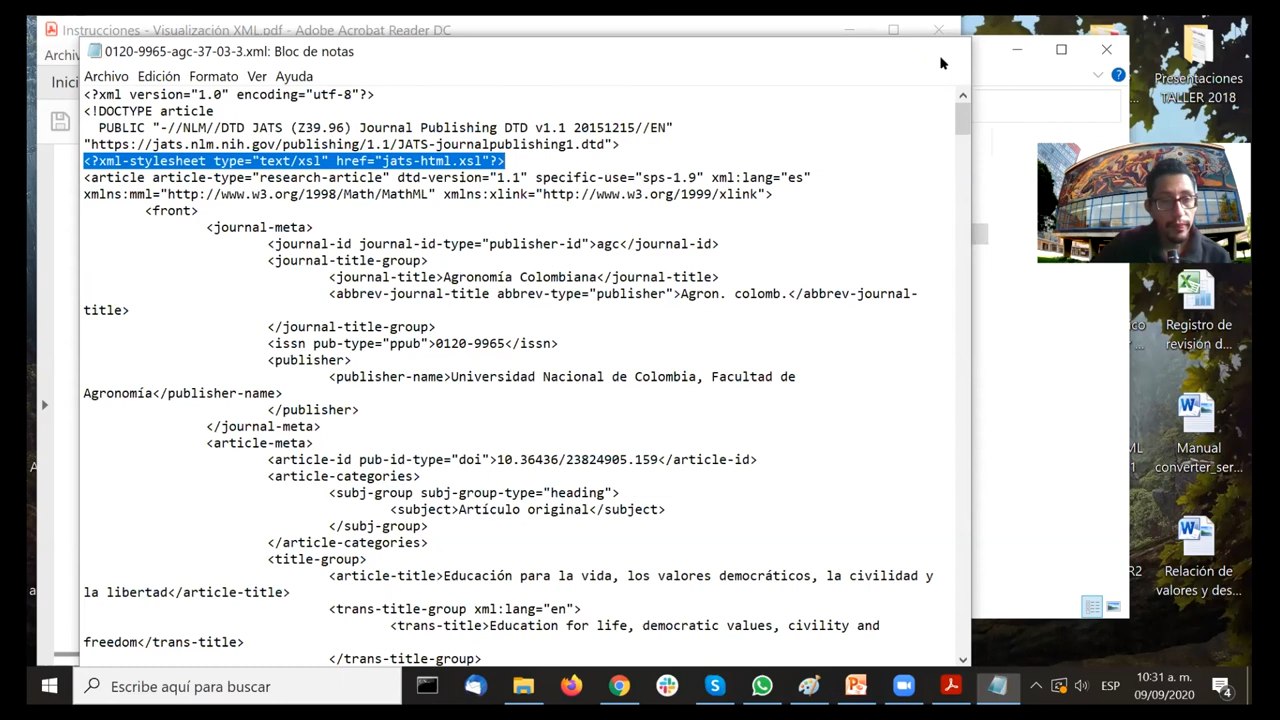 Instrucciones - Visualización XML.pdf - Adobe Acrobat Reader DC
Archiv
Inici
0120-9965-agc-37-03-3.xml: Bloc de notas
Archivo Edición Formato Ver Ayuda
<?xml version="1.0" encoding="utf-8"?>
<!DOCTYPE article
PUBLIC "-//NLM//DTD JATS (Z39.96) Journal Publishing DTD v1.1 20151215//EN"
"https://jats.nlm.nih.gov/publishing/1.1/JATS-journalpublishing1.dtd">
<?xml-stylesheet type="text/xsl" href="jats-html.xsl"?>
<article article-type="research-article" dtd-version="1.1" specific-use="sps-1.9" xml:lang="es"
xmlns:mml="http://www.w3.org/1998/Math/MathML" xmlns:xlink="http://www.w3.org/1999/xlink">
<front>
<journal-meta>
<journal-id journal-id-type="publisher-id">agc</journal-id>
<journal-title-group>
<journal-title>Agronomía Colombiana</journal-title>
<abbrev-journal-title abbrev-type="publisher">Agron. colomb.</abbrev-journal-
title>
</journal-title-group>
<issn pub-type="ppub">0120-9965</issn>
<publisher>
<publisher-name>Universidad Nacional de Colombia, Facultad de
Agronomía</publisher-name>
</publisher>
</journal-meta>
<article-meta>
<article-id pub-id-type="doi">10.36436/23824905.159</article-id>
<article-categories>
<subj-group subj-group-type="heading">
<subject>Artículo original</subject>
</subj-group>
</article-categories>
<title-group>
<article-title>Educación para la vida, los valores democráticos, la civilidad y
la libertad</article-title>
<trans-title-group xml:lang="en">
<trans-title>Education for life, democratic values, civility and
freedom</trans-title>
</trans-title-group>
Presentaciones
TALLER 2018
Registro de
revisión d...
Manual
converter_ser...
Relación de
valores y des...
Escribe aquí para buscar
ESP
10:31 a. m.
09/09/2020
4